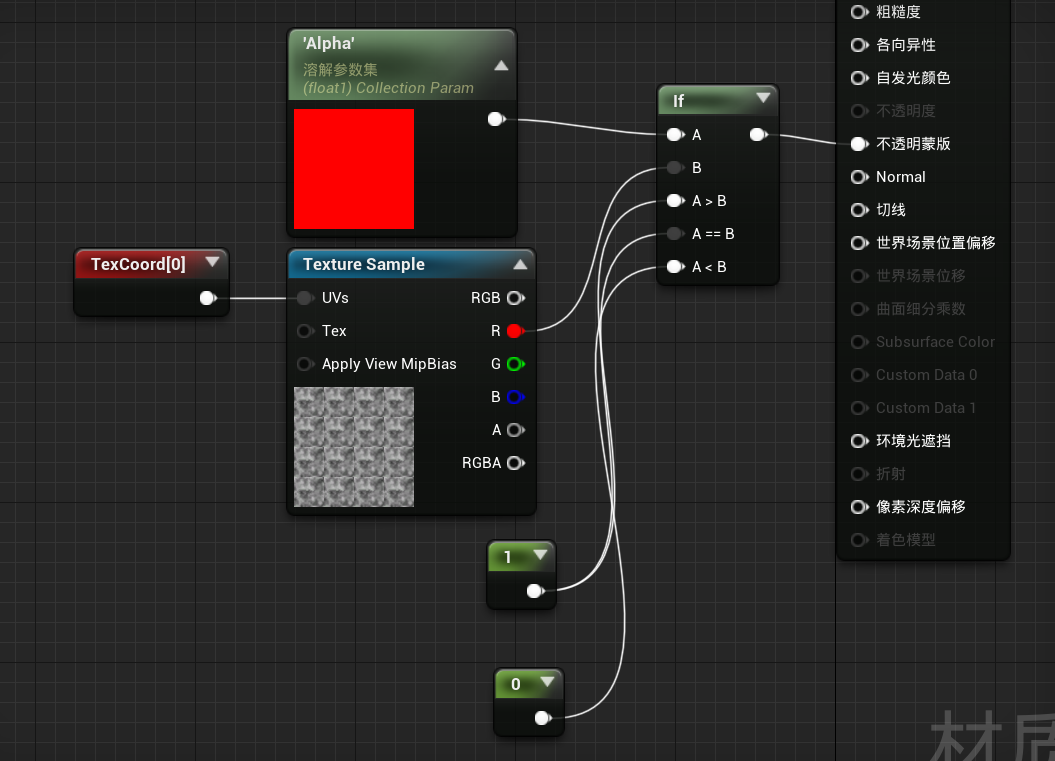 'Alpha'
溶解参数集
(float1) Collection Param
TexCoord[0]
Texture Sample
UVs
RGB
Tex
R
Apply View MipBias
G
B
A
RGBA
1
0
If
A
B
A > B
A == B
A < B
粗糙度
各向异性
自发光颜色
不透明度
不透明蒙版
Normal
切线
世界场景位置偏移
世界场景位移
曲面细分乘数
Subsurface Color
Custom Data 0
Custom Data 1
环境光遮挡
折射
像素深度偏移
着色模型
材质